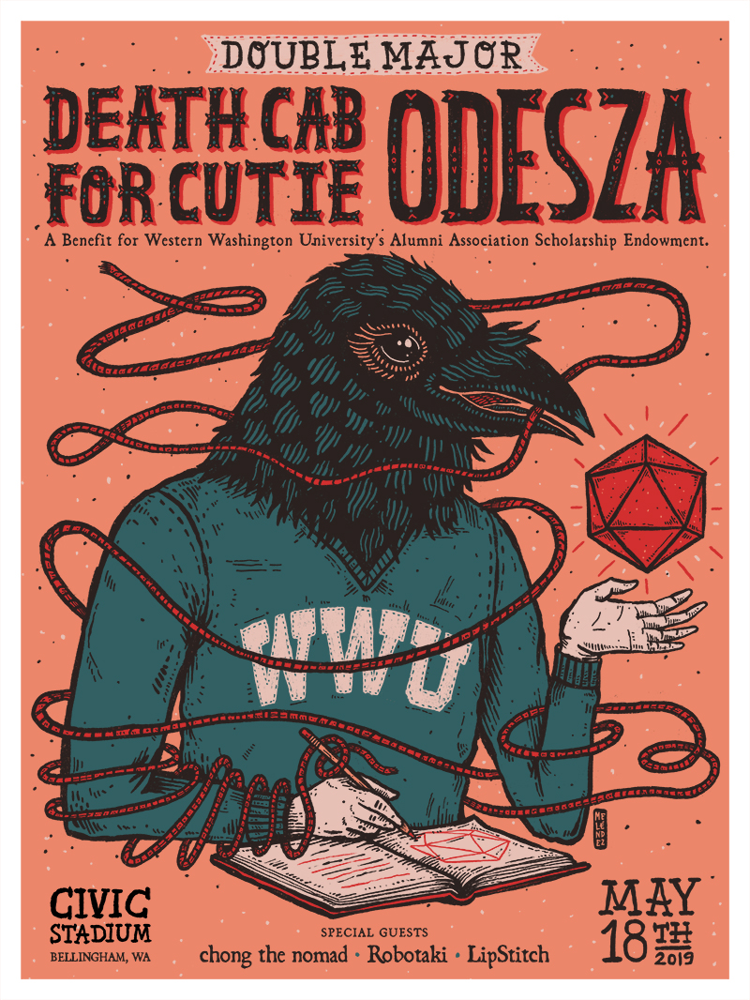 DOUBLE MAJOR
DEATH CAB
FOR CUTIE
ODESZA
A Benefit for Western Washington University's Alumni Association Scholarship Endowment.
WWU
MELENDEZ
CIVIC
STADIUM
BELLINGHAM, WA
SPECIAL GUESTS
chong the nomad • Robotaki • LipStitch
MAY
18TH
2019